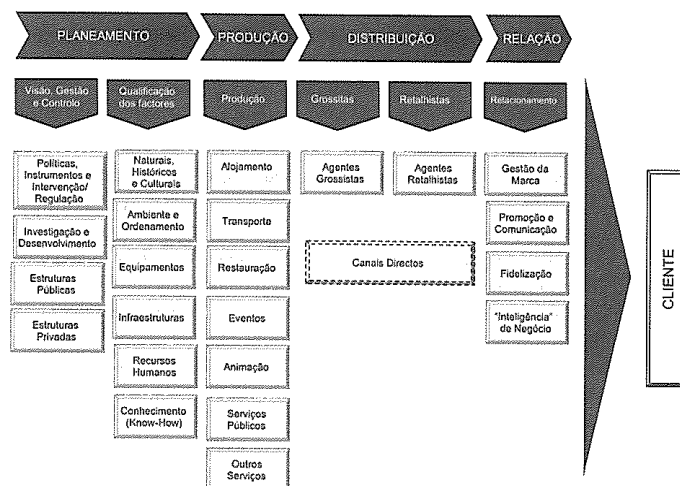 PLANEAMENTO
PRODUÇÃO
DISTRIBUIÇÃO
RELAÇÃO
Visão, Gestão
e Controlo
Qualificação
dos factores
Produção
Grossitas
Retalhistas
Relacionamento
Políticas,
Instrumentos e
Intervenção/
Regulação
Investigação e
Desenvolvimento
Estruturas
Públicas
Estruturas
Privadas
Naturais,
Históricos
e Culturais
Ambiente e
Ordenamento
Equipamentos
Infraestruturas
Recursos
Humanos
Conhecimento
(Know-How)
Alojamento
Transporte
Restauração
Eventos
Animação
Serviços
Públicos
Outros
Serviços
Agentes
Grossistas
Agentes
Retalhistas
Canais Directos
Gestão da
Marca
Promoção e
Comunicação
Fidelização
"Inteligência"
de Negócio
CLIENTE